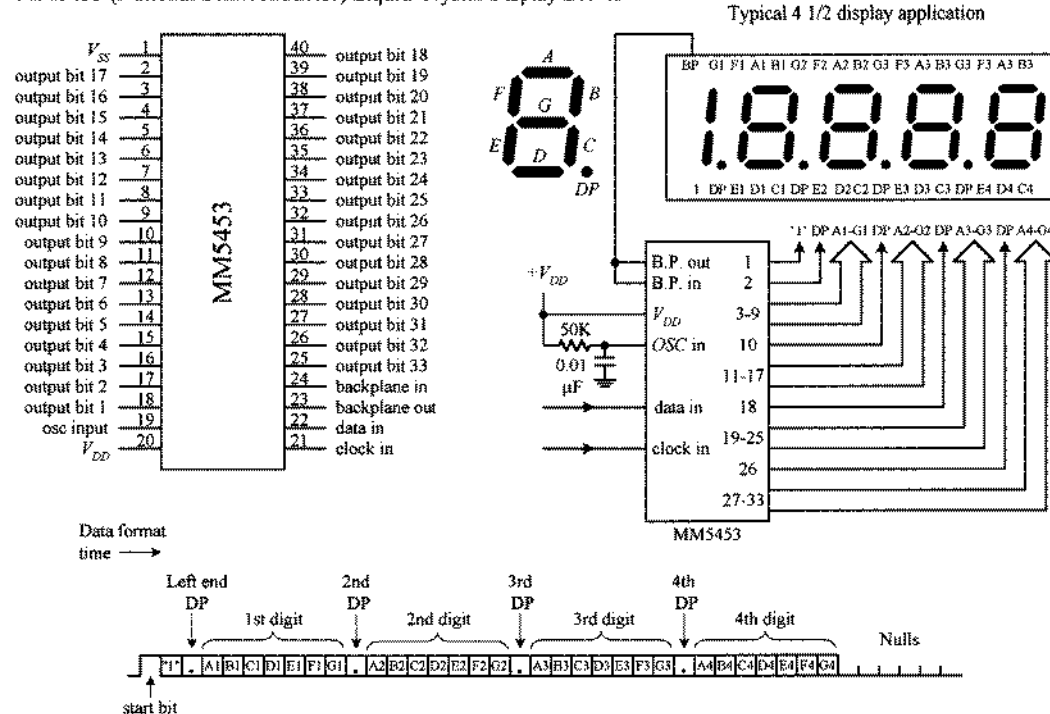 Typical 4 1/2 display application
V_SS 1 40 output bit 18
output bit 17 2 39 output bit 19
output bit 16 3 38 output bit 20
output bit 15 4 37 output bit 21
output bit 14 5 36 output bit 22
output bit 13 6 35 output bit 23
output bit 12 7 34 output bit 24
output bit 11 8 33 output bit 25
output bit 10 9 32 output bit 26
output bit 9 10 31 output bit 27
output bit 8 11 30 output bit 28
output bit 7 12 29 output bit 29
output bit 6 13 28 output bit 30
output bit 5 14 27 output bit 31
output bit 4 15 26 output bit 32
output bit 3 16 25 output bit 33
output bit 2 17 24 backplane in
output bit 1 18 23 backplane out
osc input 19 22 data in
V_DD 20 21 clock in
MM5453
A
F B
G
E C
D
DP
BP G1 F1 A1 B1 G2 F2 A2 B2 G3 F3 A3 B3 G3 F3 A3 B3
1.8.8.8.8
1 DP E1 D1 C1 DP E2 D2 C2 DP E3 D3 C3 DP E4 D4 C4
"1" DP A1-G1 DP A2-G2 DP A3-G3 DP A4-G4
B.P. out 1
B.P. in 2
+V_DD
V_DD 3-9
50K
OSC in 10
0.01
µF
11-17
data in 18
19-25
clock in
26
27-33
MM5453
Data format
time
Left end
DP
1st digit
2nd
DP
2nd digit
3rd
DP
3rd digit
4th
DP
4th digit
Nulls
"1" . A1 B1 C1 D1 E1 F1 G1 . A2 B2 C2 D2 E2 F2 G2 . A3 B3 C3 D3 E3 F3 G3 . A4 B4 C4 D4 E4 F4 G4
start bit